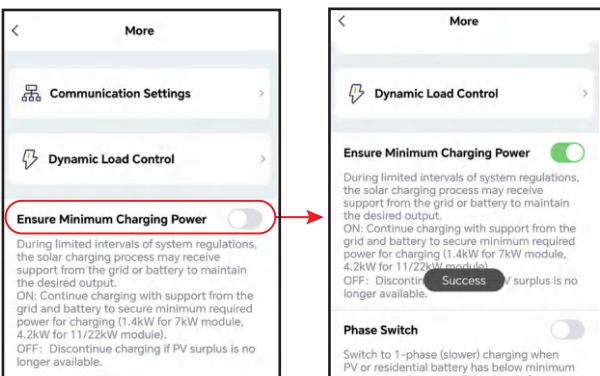 More
Communication Settings
Dynamic Load Control
Ensure Minimum Charging Power
During limited intervals of system regulations,
the solar charging process may receive
support from the grid or battery to maintain
the desired output.
ON: Continue charging with support from the
grid and battery to secure minimum required
power for charging (1.4kW for 7kW module,
4.2kW for 11/22kW module).
OFF: Discontinue charging if PV surplus is no
longer available.
More
Dynamic Load Control
Ensure Minimum Charging Power
During limited intervals of system regulations,
the solar charging process may receive
support from the grid or battery to maintain
the desired output.
ON: Continue charging with support from the
grid and battery to secure minimum required
power for charging (1.4kW for 7kW module,
4.2kW for 11/22kW module).
OFF: Discontin Success V surplus is no
longer available.
Phase Switch
Switch to 1-phase (slower) charging when
PV or residential battery has below minimum